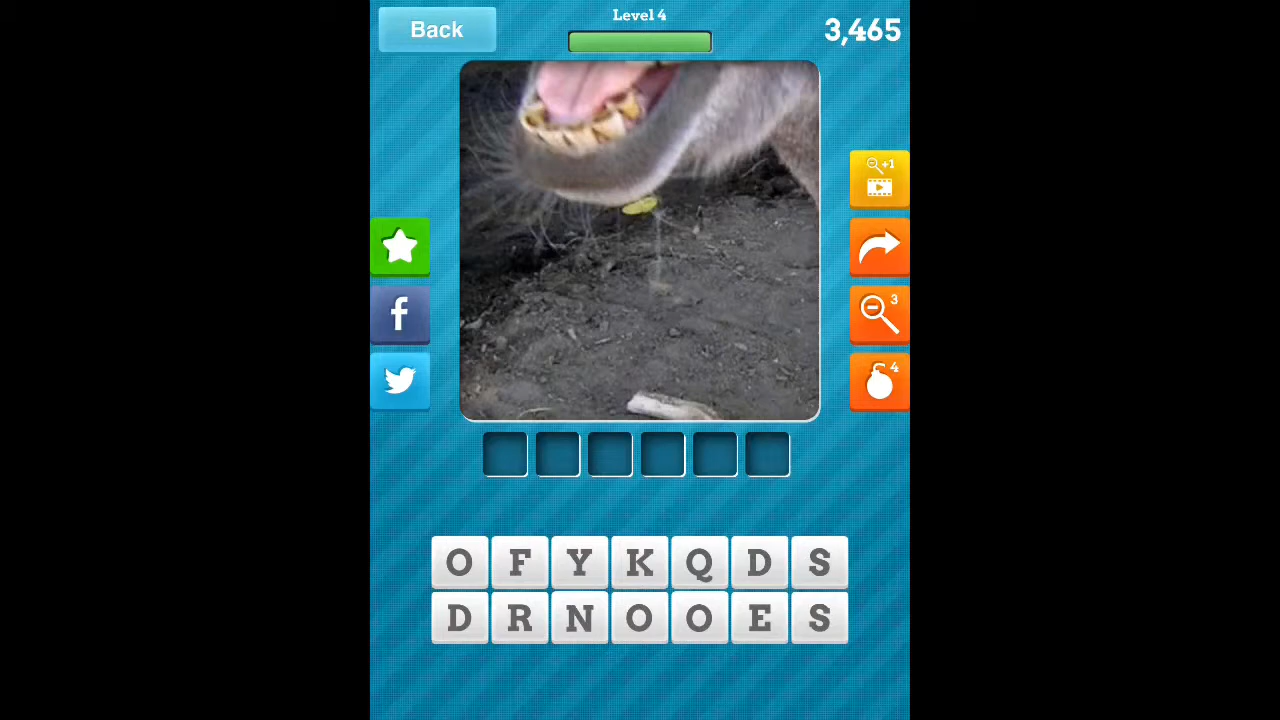 Back
Level 4
3,465
+1
3
4
f
O F Y K Q D S
D R N O O E S